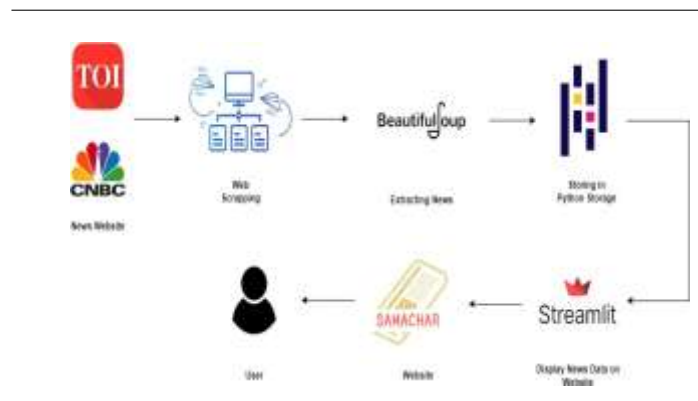 TOI
CNBC
News Website
Web
Scrapping
BeautifulSoup
Extracting News
Storing in
Python Storage
Streamlit
Display News Data on
Website
SAMACHAR
Website
User